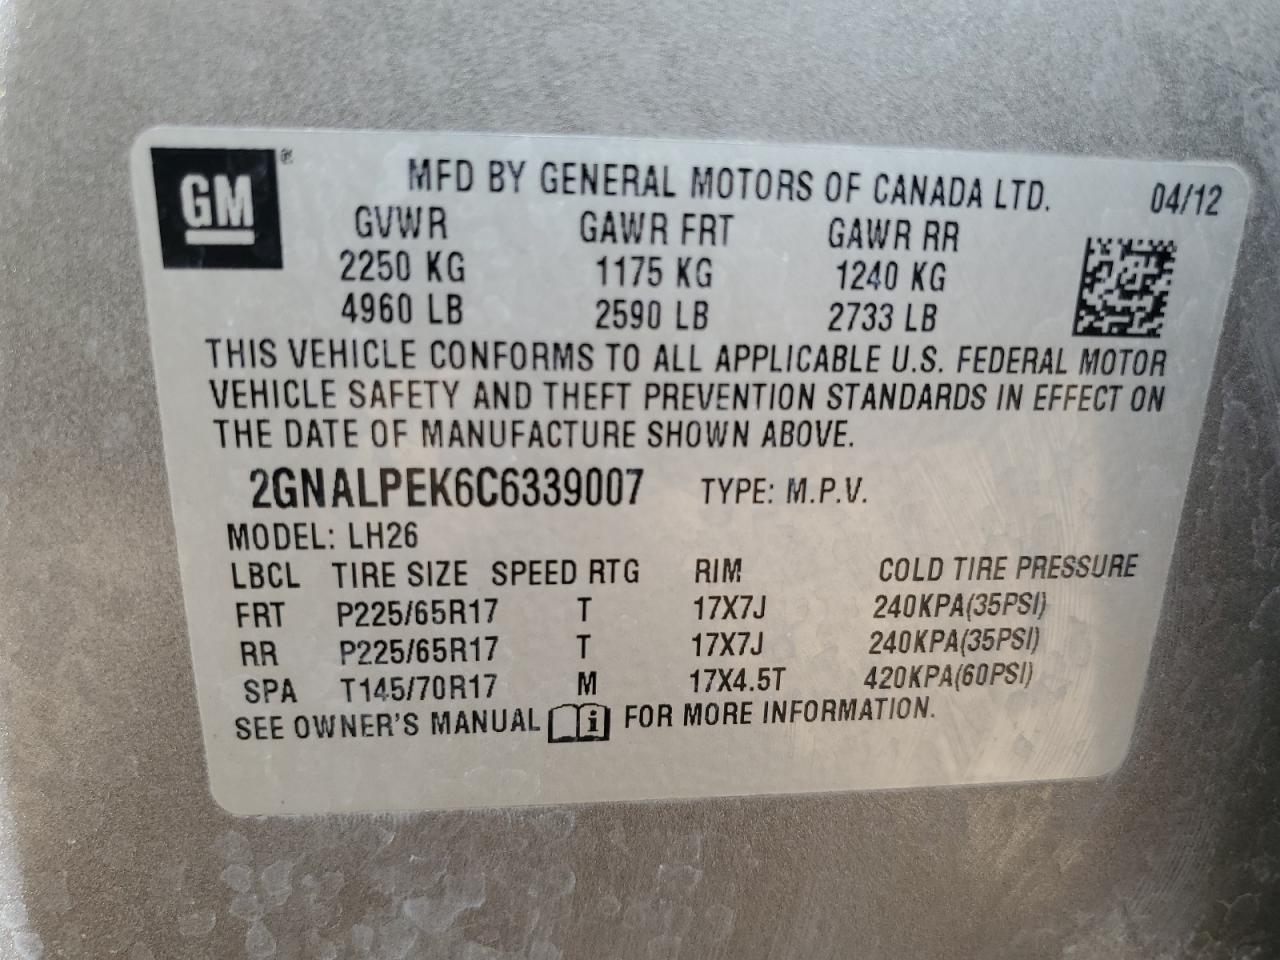 GM®
MFD BY GENERAL MOTORS OF CANADA LTD. 04/12
GVWR GAWR FRT GAWR RR
2250 KG 1175 KG 1240 KG
4960 LB 2590 LB 2733 LB
THIS VEHICLE CONFORMS TO ALL APPLICABLE U.S. FEDERAL MOTOR
VEHICLE SAFETY AND THEFT PREVENTION STANDARDS IN EFFECT ON
THE DATE OF MANUFACTURE SHOWN ABOVE.
2GNALPEK6C6339007 TYPE: M.P.V.
MODEL: LH26
LBCL TIRE SIZE SPEED RTG RIM COLD TIRE PRESSURE
FRT P225/65R17 T 17X7J 240KPA(35PSI)
RR P225/65R17 T 17X7J 240KPA(35PSI)
SPA T145/70R17 M 17X4.5T 420KPA(60PSI)
SEE OWNER'S MANUAL i FOR MORE INFORMATION.